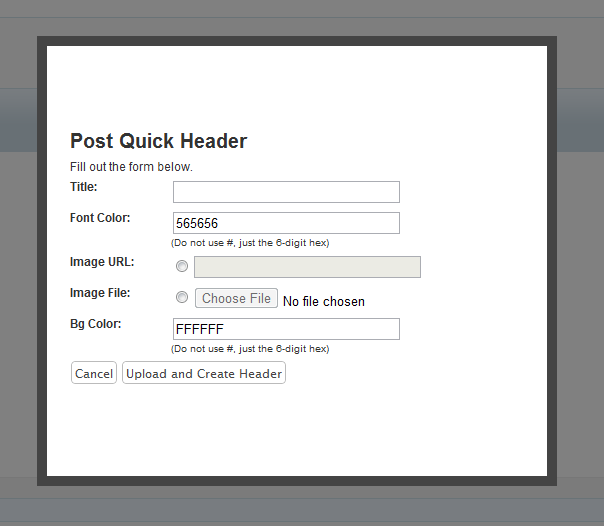 Post Quick Header
Fill out the form below.
Title:
Font Color: 565656
(Do not use #, just the 6-digit hex)
Image URL:
Image File: Choose File No file chosen
Bg Color: FFFFFF
(Do not use #, just the 6-digit hex)
Cancel Upload and Create Header